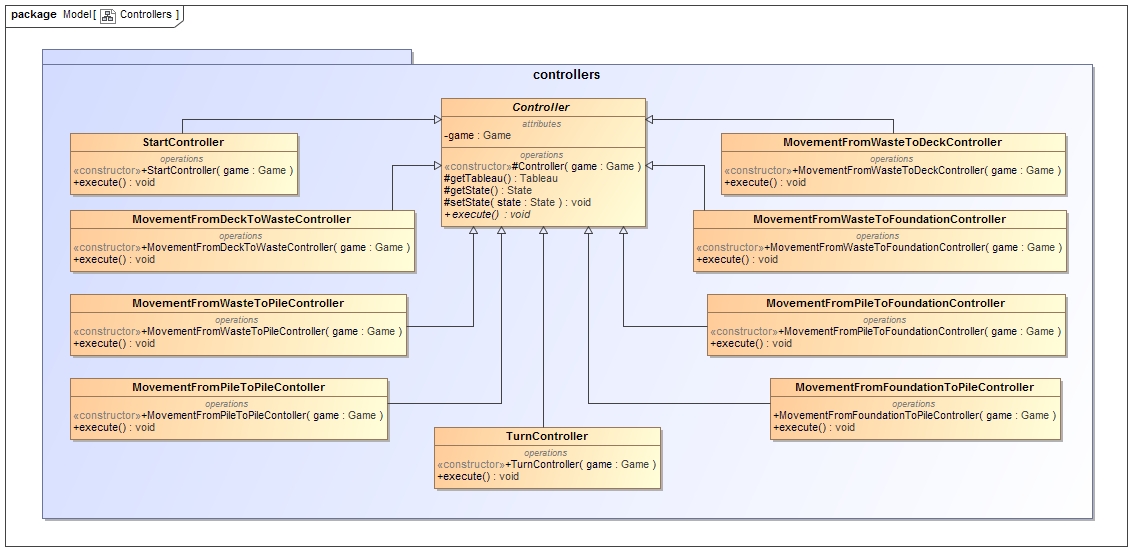 package Model[ Controllers ]
controllers
Controller
attributes
-game : Game
operations
«constructor»#Controller( game : Game )
#getTableau() : Tableau
#getState() : State
#setState( state : State ) : void
+execute() : void
StartController
operations
«constructor»+StartController( game : Game )
+execute() : void
MovementFromWasteToDeckController
operations
«constructor»+MovementFromWasteToDeckController( game : Game )
+execute() : void
MovementFromDeckToWasteController
operations
«constructor»+MovementFromDeckToWasteController( game : Game )
+execute() : void
MovementFromWasteToFoundationController
operations
«constructor»+MovementFromWasteToFoundationController( game : Game )
+execute() : void
MovementFromWasteToPileController
operations
«constructor»+MovementFromWasteToPileController( game : Game )
+execute() : void
MovementFromPileToFoundationController
operations
«constructor»+MovementFromPileToFoundationController( game : Game )
+execute() : void
MovementFromPileToPileContoller
operations
«constructor»+MovementFromPileToPileContoller( game : Game )
+execute() : void
MovementFromFoundationToPileController
operations
+MovementFromFoundationToPileController( game : Game )
+execute() : void
TurnController
operations
«constructor»+TurnController( game : Game )
+execute() : void